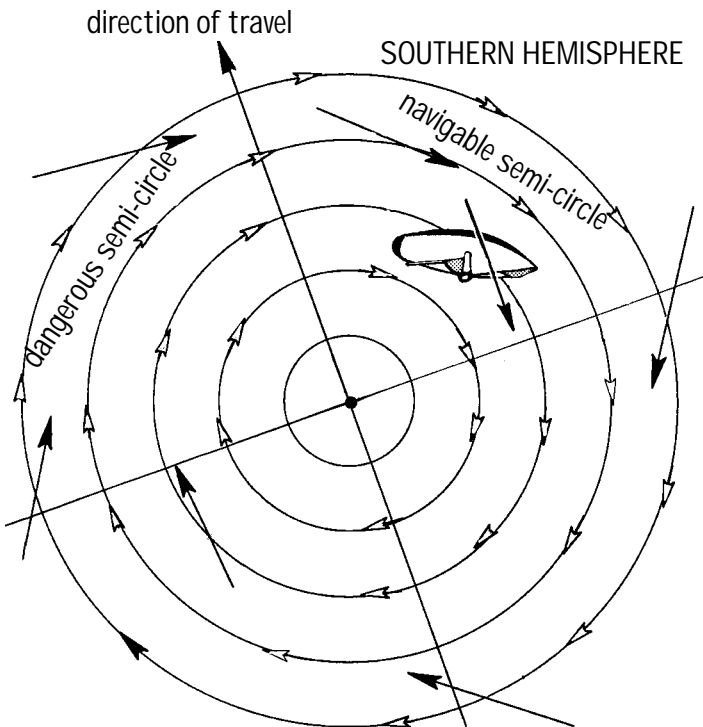 direction of travel
SOUTHERN HEMISPHERE
navigable semi-circle
dangerous semi-circle